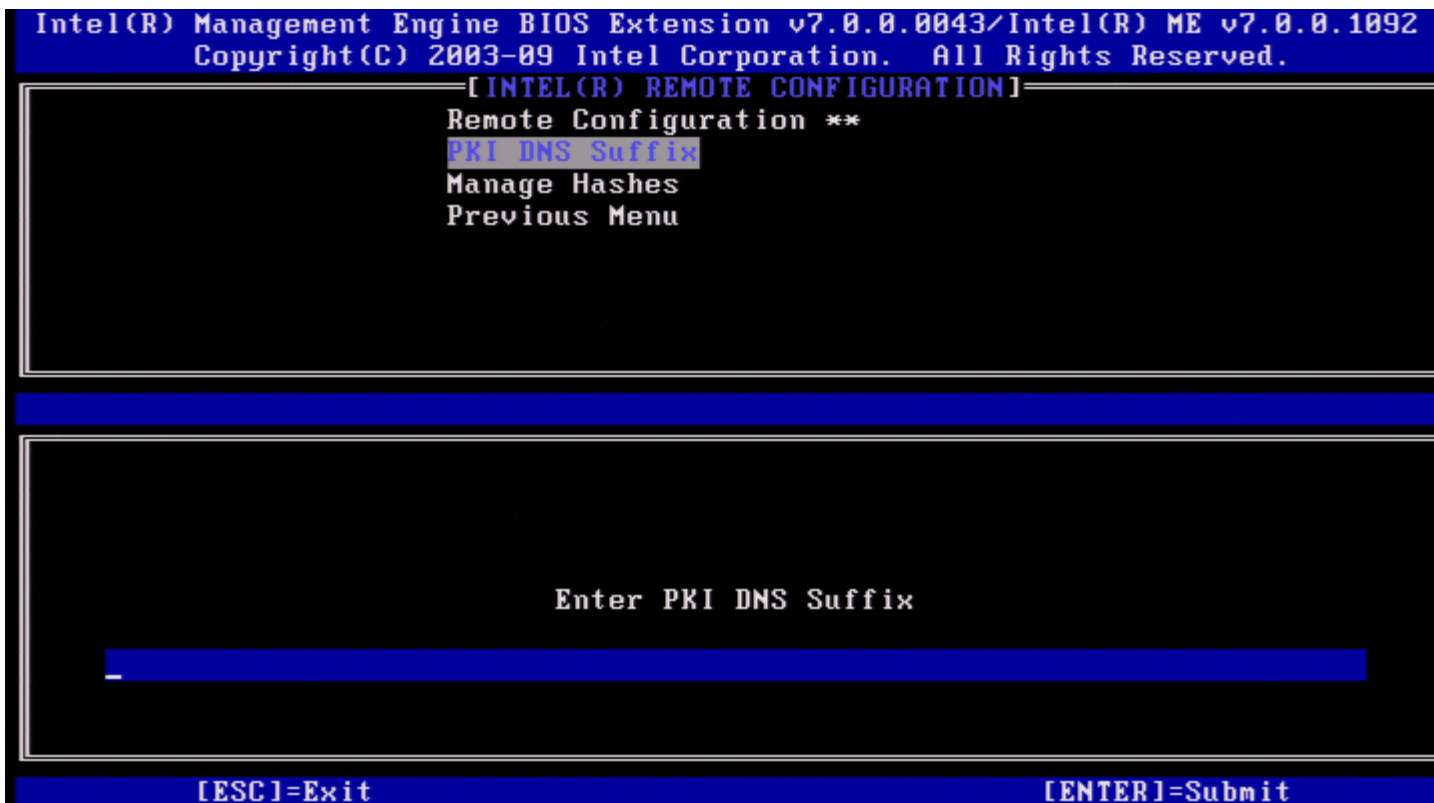 Intel(R) Management Engine BIOS Extension v7.0.0.0043/Intel(R) ME v7.0.0.1092
Copyright(C) 2003-09 Intel Corporation. All Rights Reserved.
[INTEL(R) REMOTE CONFIGURATION]
Remote Configuration **
PKI DNS Suffix
Manage Hashes
Previous Menu
Enter PKI DNS Suffix
[ESC]=Exit [ENTER]=Submit